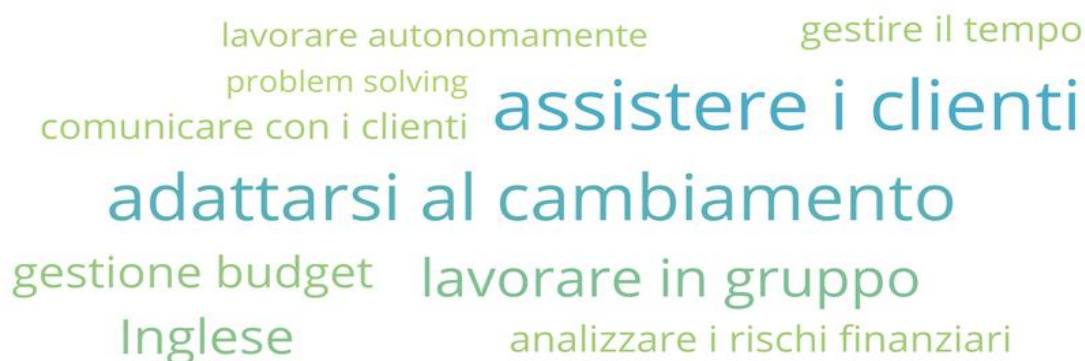 lavorare autonomamente
gestire il tempo
problem solving
assistere i clienti
comunicare con i clienti
adattarsi al cambiamento
gestione budget
lavorare in gruppo
Inglese
analizzare i rischi finanziari